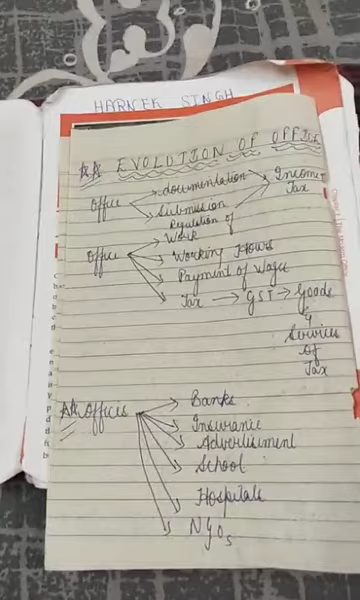 HARNEK SINGH
EVOLUTION OF OFFICE
Office documentation Income Tax
Submission
Regulation of
Office Work
Working Hours
Payment of Wages
Tax → GST → Goods
&
Services
of
Tax
Offices Banks
Insurance
Advertisement
School
Hospitals
NGOs